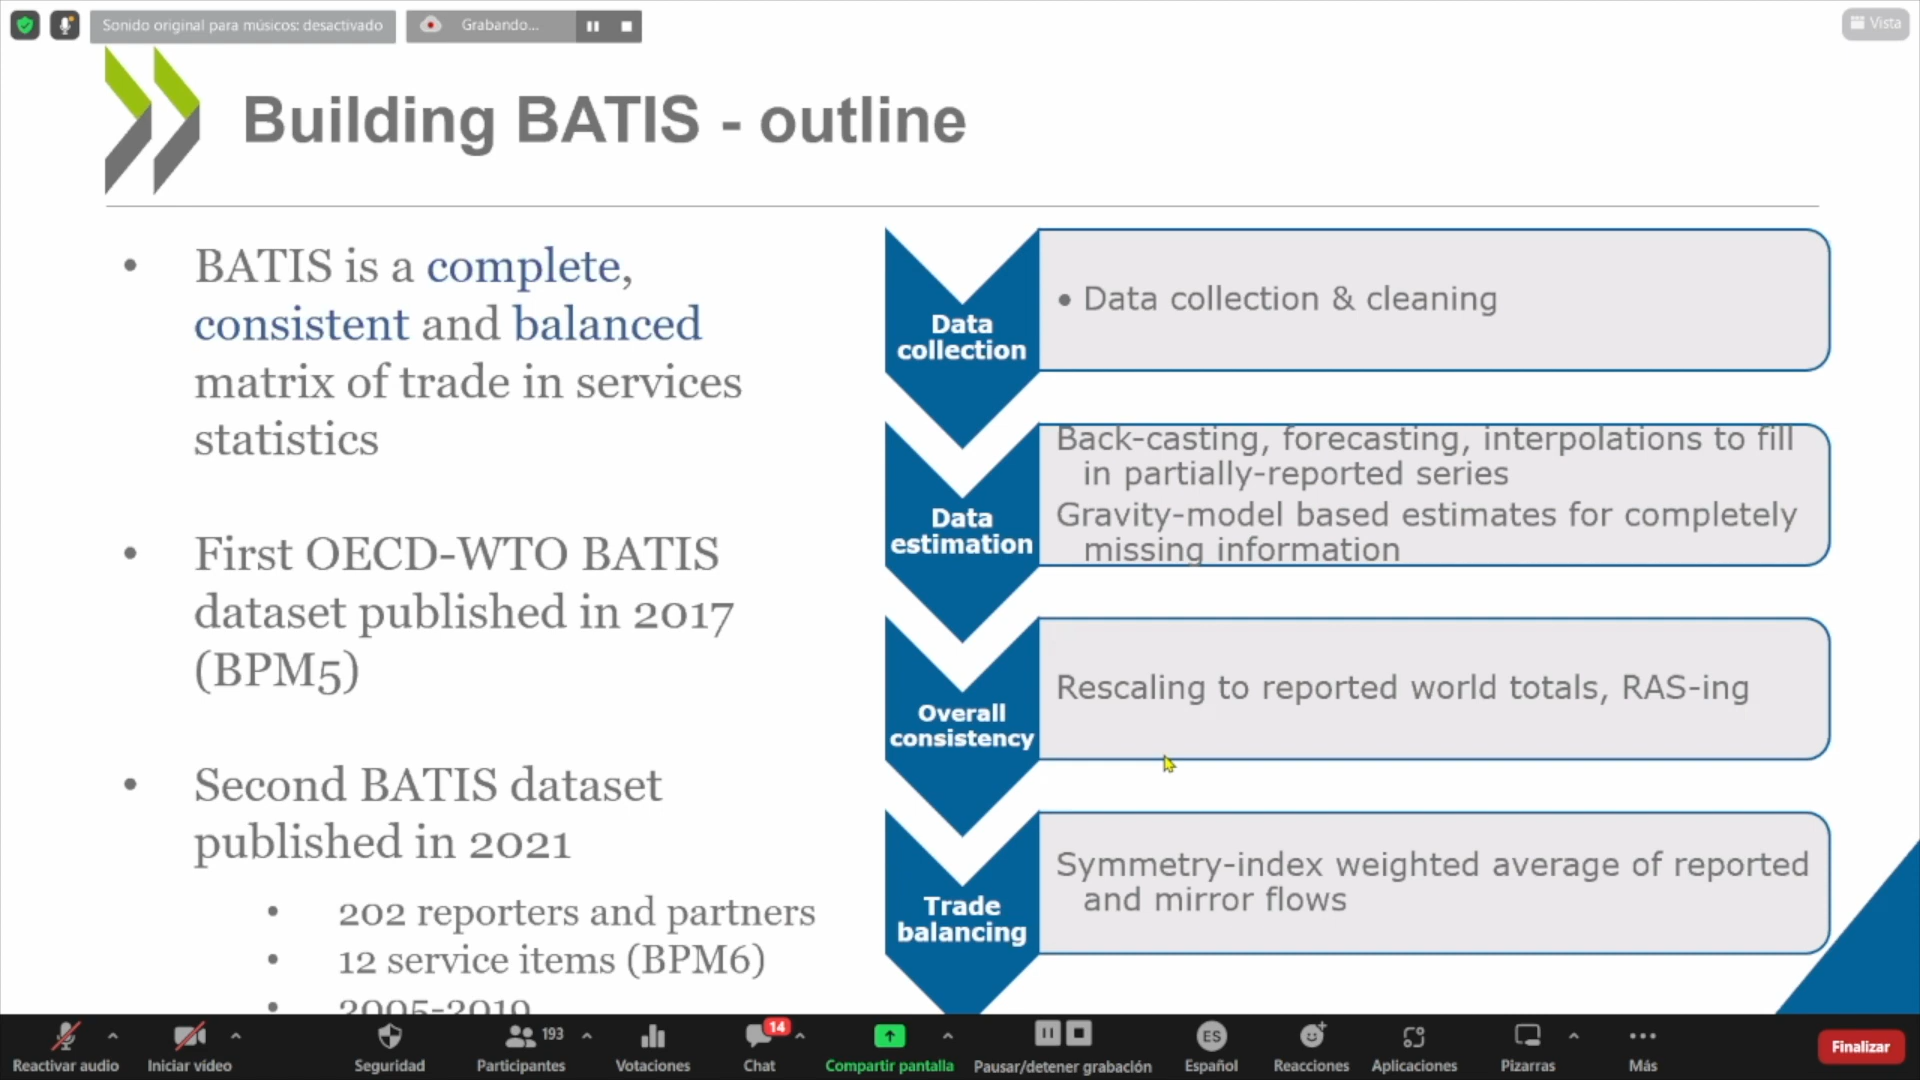 Sonido original para músicos: desactivado
Grabando...
Vista
Building BATIS - outline
• BATIS is a complete,
consistent and balanced
matrix of trade in services
statistics
• First OECD-WTO BATIS
dataset published in 2017
(BPM5)
• Second BATIS dataset
published in 2021
• 202 reporters and partners
• 12 service items (BPM6)
• 2005-2019
Data
collection
• Data collection & cleaning
Data
estimation
Back-casting, forecasting, interpolations to fill
in partially-reported series
Gravity-model based estimates for completely
missing information
Overall
consistency
Rescaling to reported world totals, RAS-ing
Trade
balancing
Symmetry-index weighted average of reported
and mirror flows
Reactivar audio
Iniciar vídeo
Seguridad
193
Participantes
Votaciones
14
Chat
Compartir pantalla
Pausar/detener grabación
ES
Español
Reacciones
Aplicaciones
Pizarras
Más
Finalizar